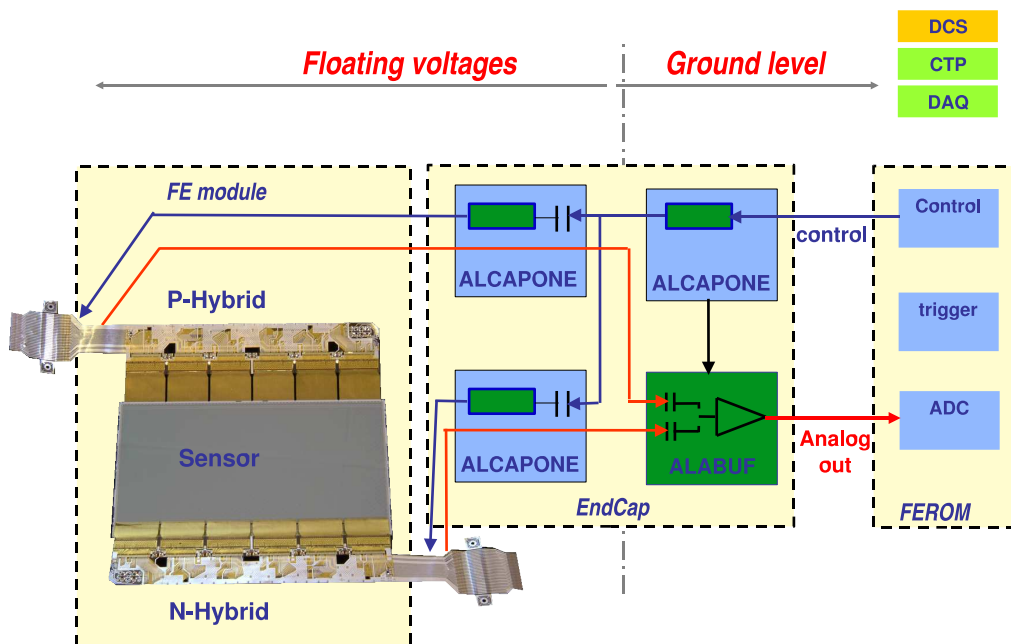 DCS
CTP
DAQ
Floating voltages
Ground level
FE module
Control
control
ALCAPONE
ALCAPONE
P-Hybrid
trigger
Sensor
ALCAPONE
ALABUF
ADC
Analog
out
EndCap
FEROM
N-Hybrid